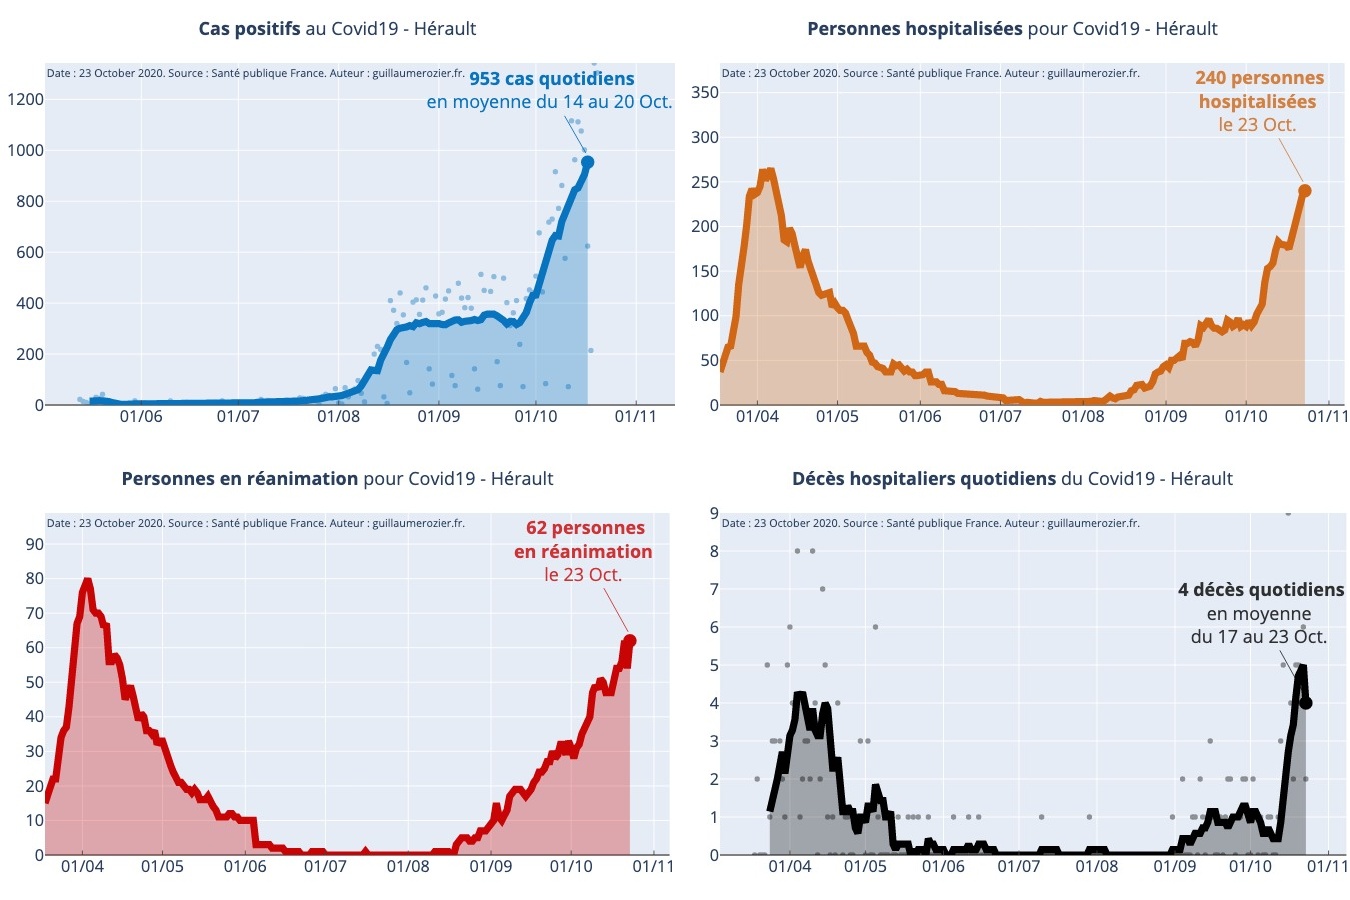 Cas positifs au Covid19 - Hérault
Date : 23 October 2020. Source : Santé publique France. Auteur : guillaumerozier.fr.
953 cas quotidiens
en moyenne du 14 au 20 Oct.
1200
1000
800
600
400
200
0
01/06 01/07 01/08 01/09 01/10 01/11
Personnes hospitalisées pour Covid19 - Hérault
Date : 23 October 2020. Source : Santé publique France. Auteur : guillaumerozier.fr.
240 personnes
hospitalisées
le 23 Oct.
350
300
250
200
150
100
50
0
01/04 01/05 01/06 01/07 01/08 01/09 01/10 01/11
Personnes en réanimation pour Covid19 - Hérault
Date : 23 October 2020. Source : Santé publique France. Auteur : guillaumerozier.fr.
62 personnes
en réanimation
le 23 Oct.
90
80
70
60
50
40
30
20
10
0
01/04 01/05 01/06 01/07 01/08 01/09 01/10 01/11
Décès hospitaliers quotidiens du Covid19 - Hérault
Date : 23 October 2020. Source : Santé publique France. Auteur : guillaumerozier.fr.
4 décès quotidiens
en moyenne
du 17 au 23 Oct.
9
8
7
6
5
4
3
2
1
0
01/04 01/05 01/06 01/07 01/08 01/09 01/10 01/11